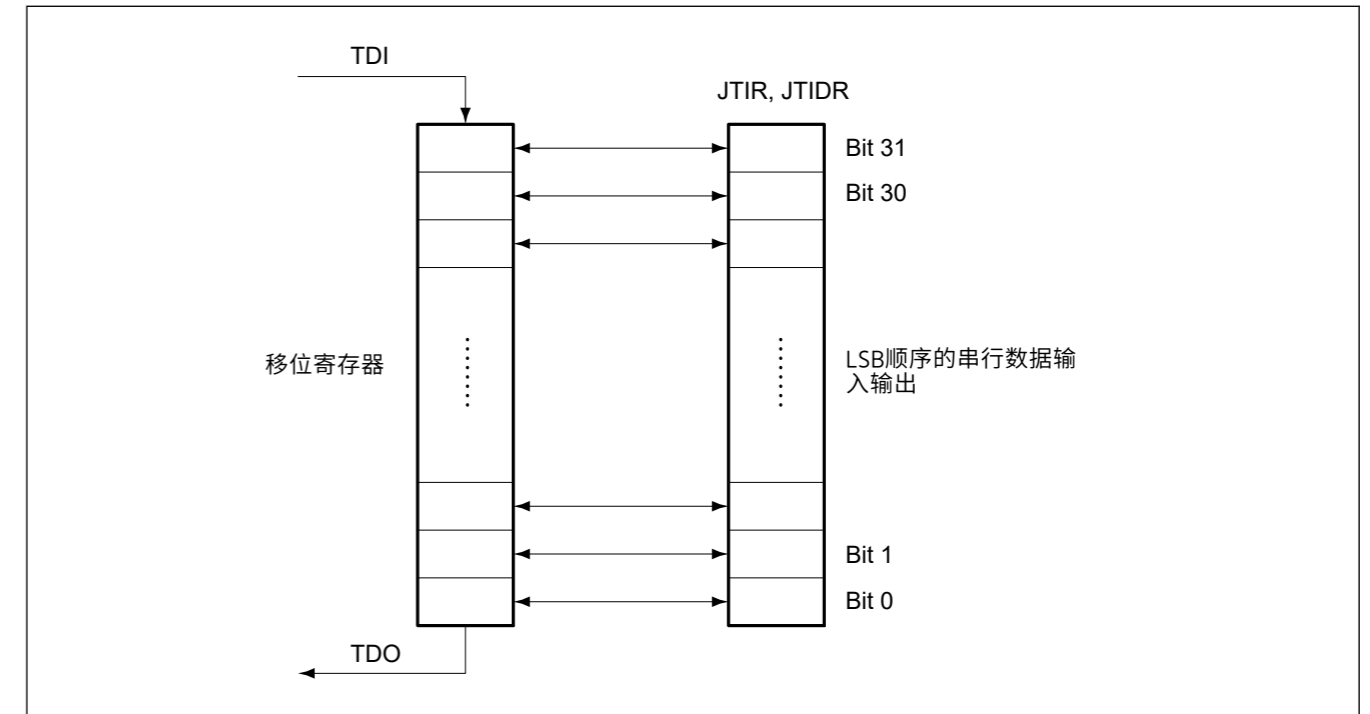 TDI
JTIR, JTIDR
Bit 31
Bit 30
移位寄存器
LSB顺序的串行数据输
入输出
Bit 1
Bit 0
TDO